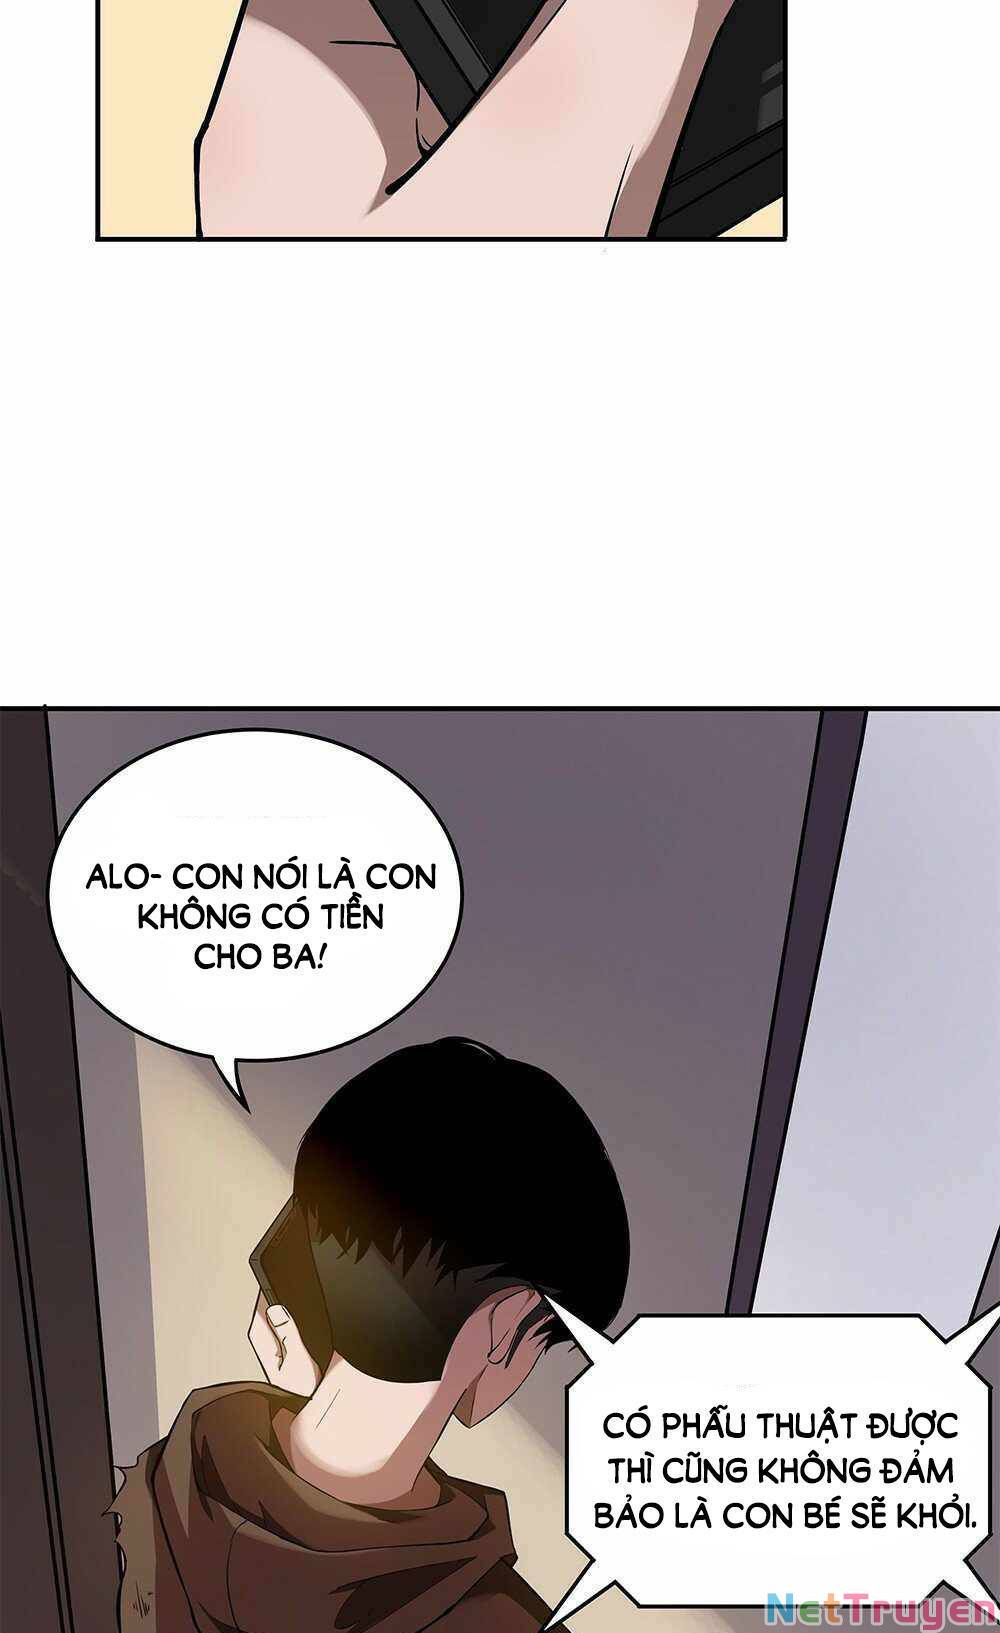 ALO- CON NÓI LÀ CON
KHÔNG CÓ TIỀN
CHO BA!
CÓ PHẪU THUẬT ĐƯỢC
THÌ CŨNG KHÔNG ĐẢM
BẢO LÀ CON BÉ SẼ KHỎI.
NetTruyen